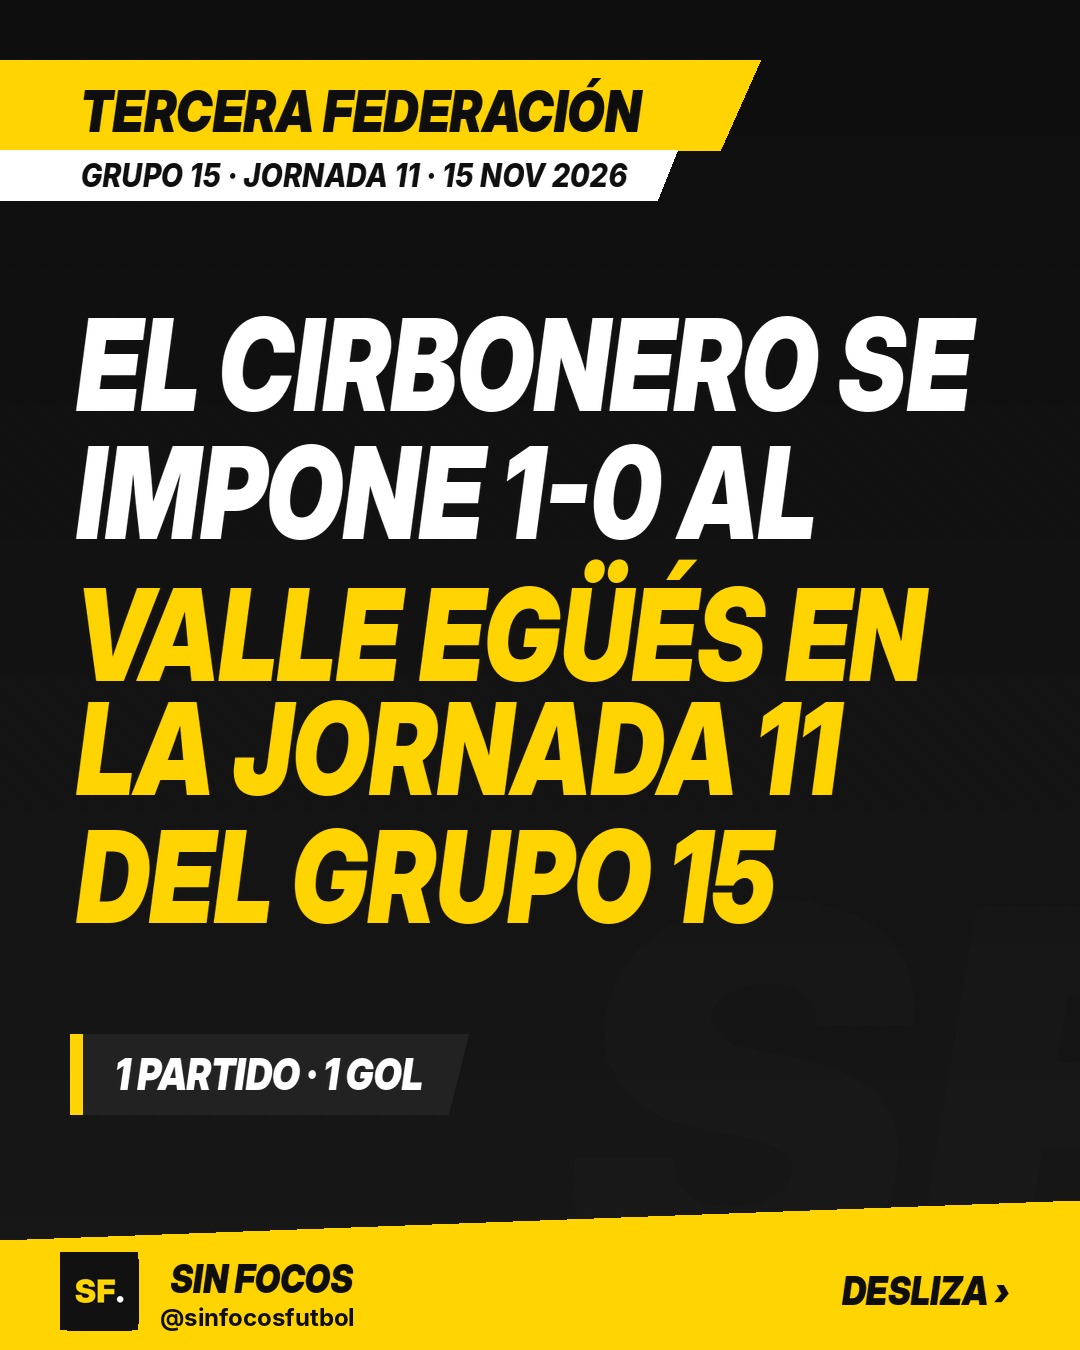 TERCERA FEDERACIÓN
GRUPO 15 · JORNADA 11 · 15 NOV 2026
EL CIRBONERO SE
IMPONE 1-0 AL
VALLE EGÜÉS EN
LA JORNADA 11
DEL GRUPO 15
1 PARTIDO · 1 GOL
SF.
SIN FOCOS
@sinfocosfutbol
DESLIZA ›